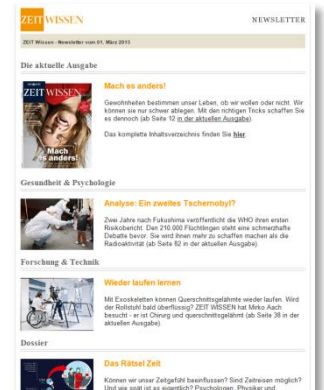 ZEIT WISSEN
NEWSLETTER
ZEIT Wissen - Newsletter vom 01. März 2013
Die aktuelle Ausgabe
ZEIT WISSEN
Mach es
anders!
Mach es anders!
Gewohnheiten bestimmen unser Leben, ob wir wollen oder nicht. Wir
können sie nur schwer ablegen. Mit den richtigen Tricks schaffen Sie
es dennoch (ab Seite 12 in der aktuellen Ausgabe).
Das komplette Inhaltsverzeichnis finden Sie hier.
Gesundheit & Psychologie
Analyse: Ein zweites Tschernobyl?
Zwei Jahre nach Fukushima veröffentlicht die WHO ihren ersten
Risikobericht. Den 210.000 Flüchtlingen steht eine schmerzhafte
Debatte bevor. Sie wird ihnen mehr zu schaffen machen als die
Radioaktivität (ab Seite 82 in der aktuellen Ausgabe).
Forschung & Technik
Wieder laufen lernen
Mit Exoskeletten können Querschnittsgelähmte wieder laufen. Wird
der Rollstuhl bald überflüssig? ZEIT WISSEN hat Mirko Aach
besucht - er ist Chirurg und querschnittsgelähmt (ab Seite 38 in der
aktuellen Ausgabe).
Dossier
Das Rätsel Zeit
Können wir unser Zeitgefühl beeinflussen? Sind Zeitreisen möglich?
Und wie spät ist es eigentlich? Psychologen, Physiker und